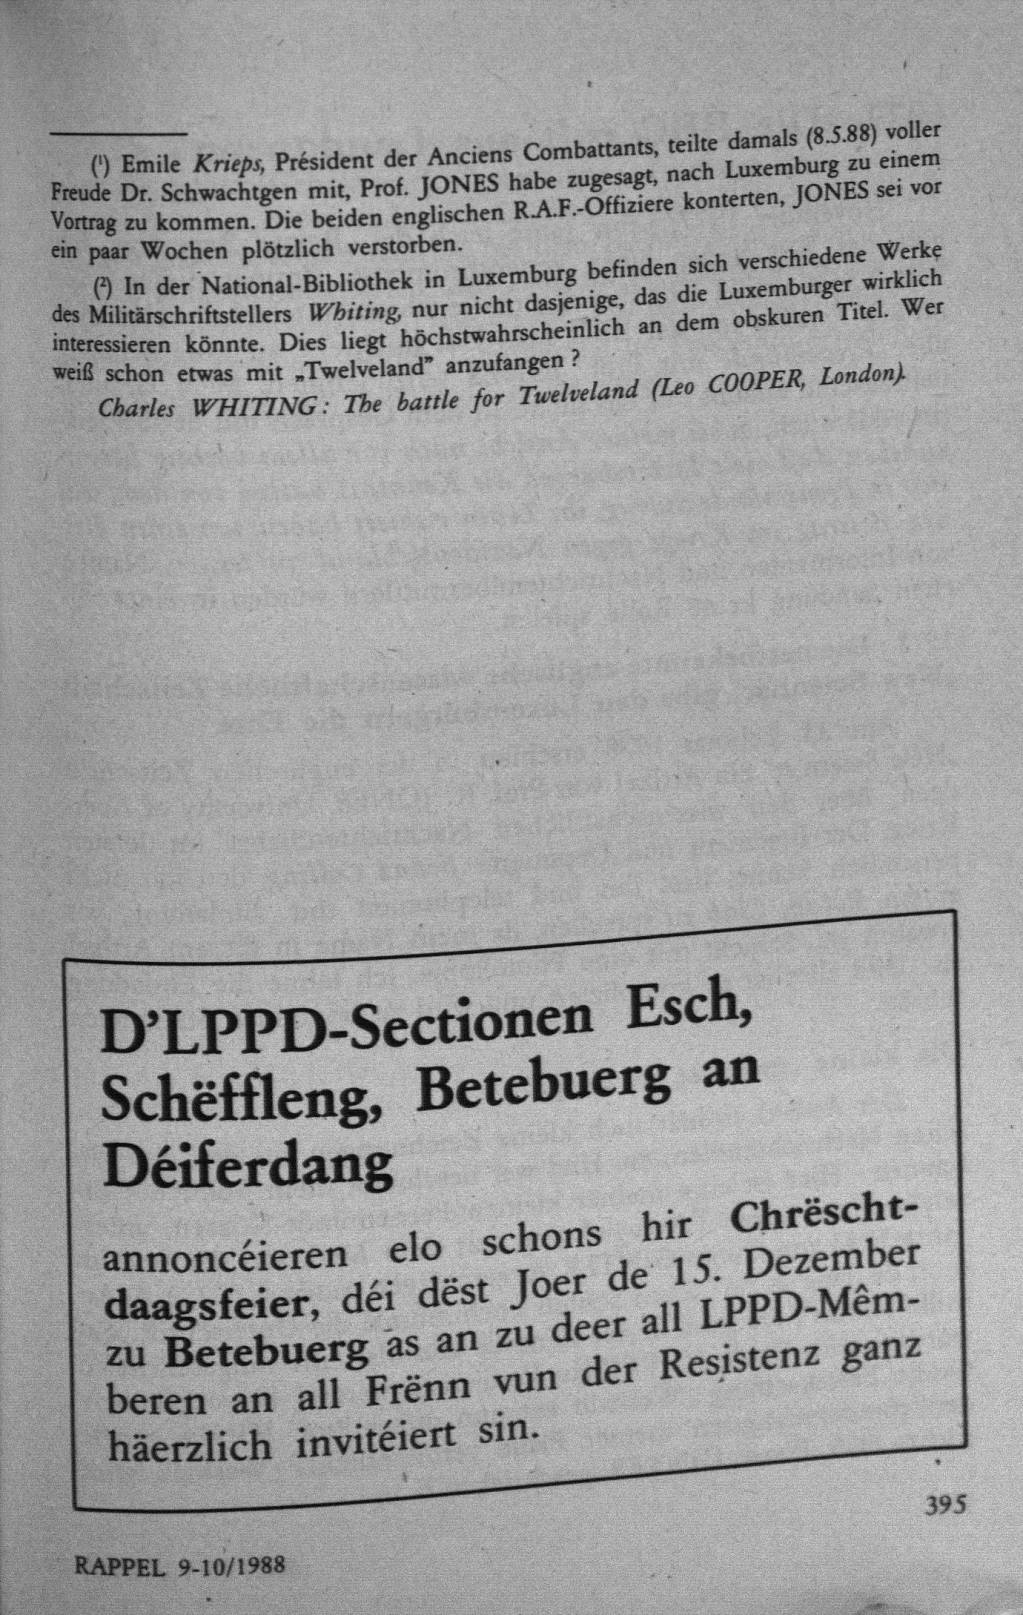 (¹) Emile Krieps, Président der Anciens Combattants, teilte damals (8.5.88) voller
Freude Dr. Schwachtgen mit, Prof. JONES habe zugesagt, nach Luxemburg zu einem
Vortrag zu kommen. Die beiden englischen R.A.F.-Offiziere konterten, JONES sei vor
ein paar Wochen plötzlich verstorben.
(²) In der National-Bibliothek in Luxemburg befinden sich verschiedene Werke
des Militärschriftstellers Whiting, nur nicht dasjenige, das die Luxemburger wirklich
interessieren könnte. Dies liegt höchstwahrscheinlich an dem obskuren Titel. Wer
weiß schon etwas mit „Twelveland” anzufangen ?
Charles WHITING : The battle for Twelveland (Leo COOPER, London).
D’LPPD-Sectionen Esch,
Schëffleng, Betebuerg an
Déiferdang
annoncéieren elo schons hir Chrëscht-
daagsfeier, déi dëst Joer de 15. Dezember
zu Betebuerg as an zu deer all LPPD-Mêm-
beren an all Frënn vun der Resistenz ganz
häerzlich invitéiert sin.
395
RAPPEL 9-10/1988